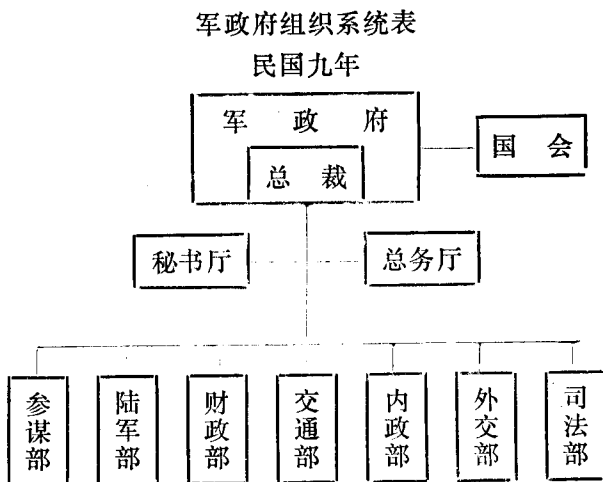 军政府组织系统表
民国九年
军政府
国会
总裁
秘书厅
总务厅
参谋部
陆军部
财政部
交通部
内政部
外交部
司法部